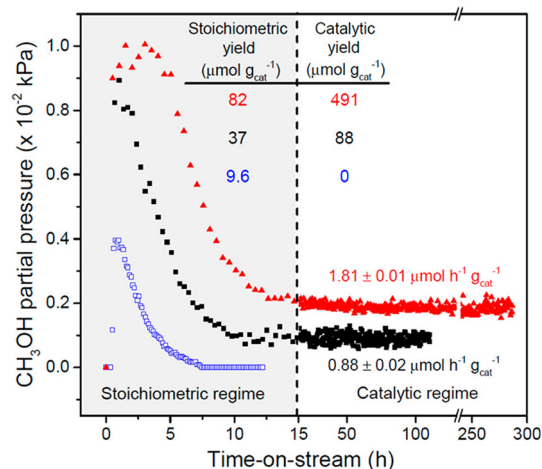 Stoichiometric Catalytic
yield yield
(μmol g_cat⁻¹) (μmol g_cat⁻¹)
82 491
37 88
9.6 0
1.81 ± 0.01 μmol h⁻¹ g_cat⁻¹
0.88 ± 0.02 μmol h⁻¹ g_cat⁻¹
Stoichiometric regime Catalytic regime
CH₃OH partial pressure (x 10⁻² kPa)
1.0
0.8
0.6
0.4
0.2
0.0
0 5 10 15 50 100 250 300
Time-on-stream (h)